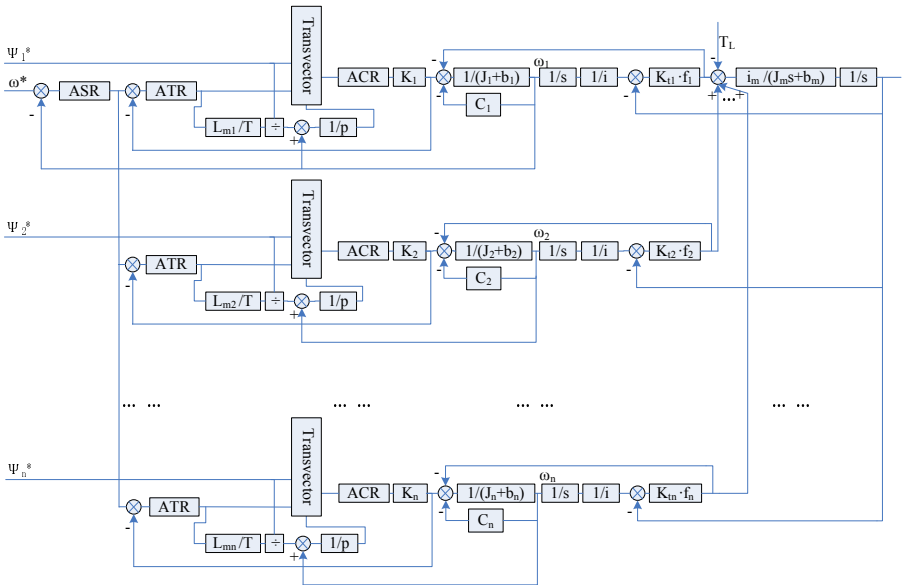 Ψ₁*
ω*
-
ASR
ATR
-
Lm1/T
÷
+
1/p
Transvector
ACR
K₁
-
-
1/(J₁+b₁)
C₁
ω₁
1/s
1/i
-
Kt1·f₁
T_L
-
+...+
im/(Jms+bm)
1/s
Ψ₂*
-
ATR
Lm2/T
÷
+
1/p
Transvector
ACR
K₂
-
-
1/(J₂+b₂)
C₂
ω₂
1/s
1/i
-
Kt2·f₂
... ...
... ...
... ...
... ...
Ψn*
-
ATR
Lmn/T
÷
+
1/p
Transvector
ACR
Kn
-
-
1/(Jn+bn)
Cn
ωn
1/s
1/i
-
Ktn·fn